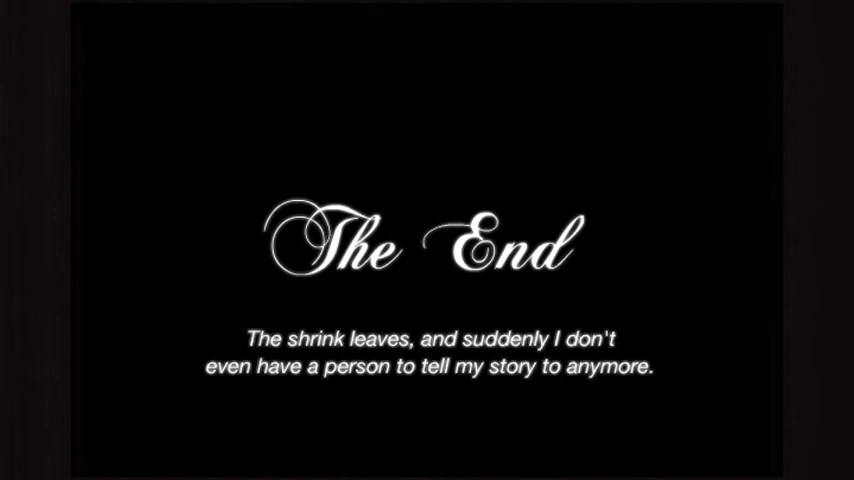 The End
The shrink leaves, and suddenly I don't
even have a person to tell my story to anymore.